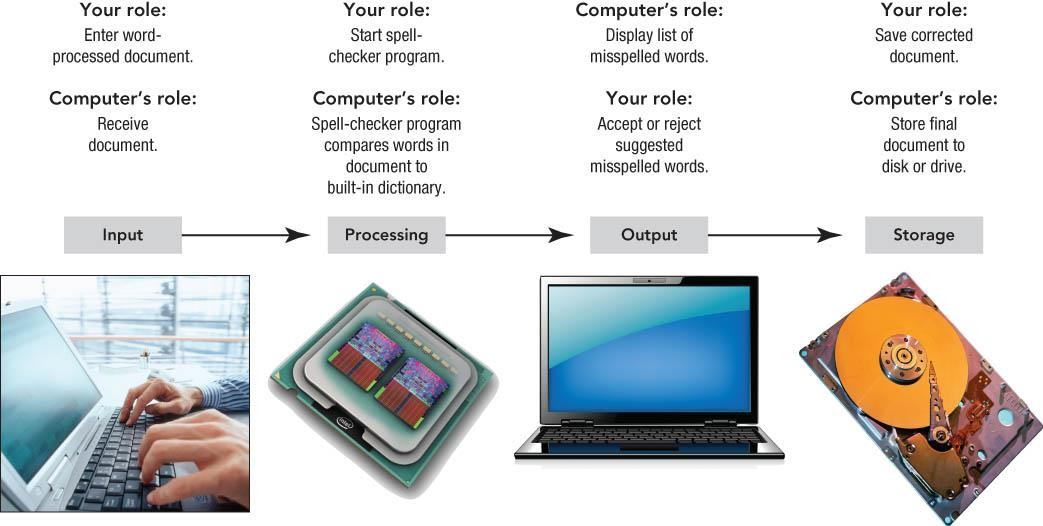 Your role:
Enter word-
processed document.
Computer's role:
Receive
document.
Input
Your role:
Start spell-
checker program.
Computer's role:
Spell-checker program
compares words in
document to
built-in dictionary.
Processing
intel
Computer's role:
Display list of
misspelled words.
Your role:
Accept or reject
suggested
misspelled words.
Output
Your role:
Save corrected
document.
Computer's role:
Store final
document to
disk or drive.
Storage